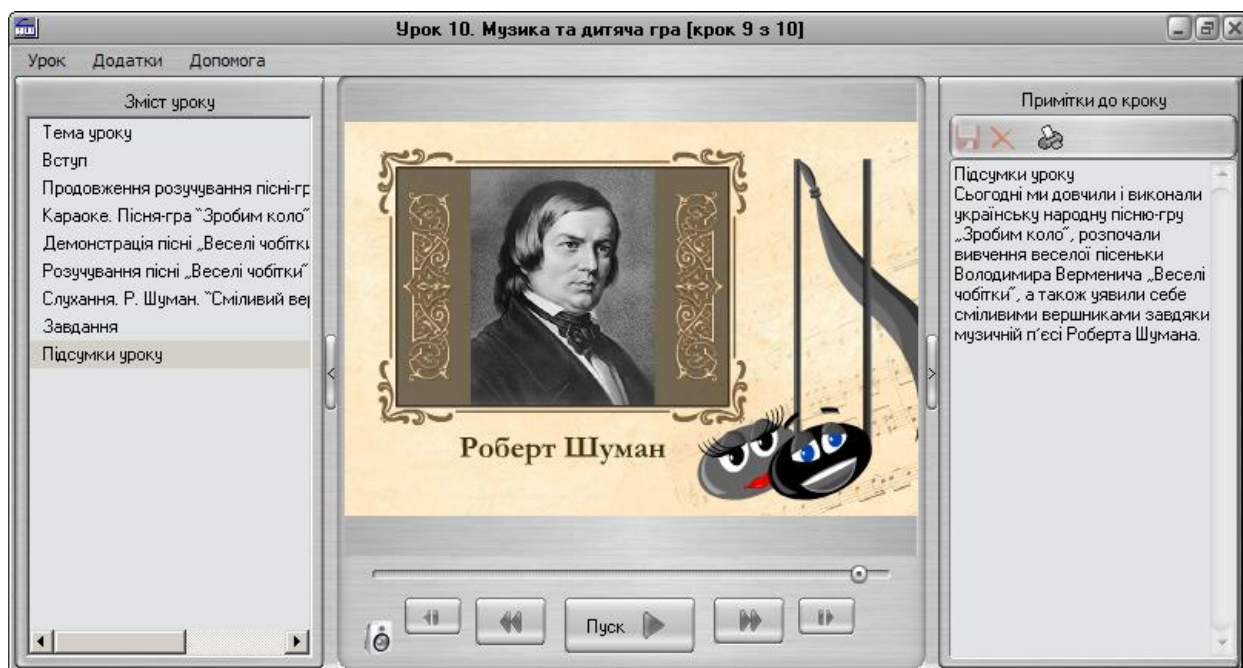 Урок 10. Музика та дитяча гра [крок 9 з 10]
Урок Додатки Допомога
Зміст уроку
Тема уроку
Вступ
Продовження розучування пісні-гр
Караоке. Пісня-гра "Зробим коло"
Демонстрація пісні „Веселі чобітки
Розучування пісні „Веселі чобітки"
Слухання. Р. Шуман. "Сміливий вер
Завдання
Підсумки уроку
Роберт Шуман
Пуск
Примітки до кроку
Підсумки уроку
Сьогодні ми довчили і виконали
українську народну пісню-гру
„Зробим коло", розпочали
вивчення веселої пісеньки
Володимира Верменича „Веселі
чобітки", а також уявили себе
сміливими вершниками завдяки
музичній п'єсі Роберта Шумана.